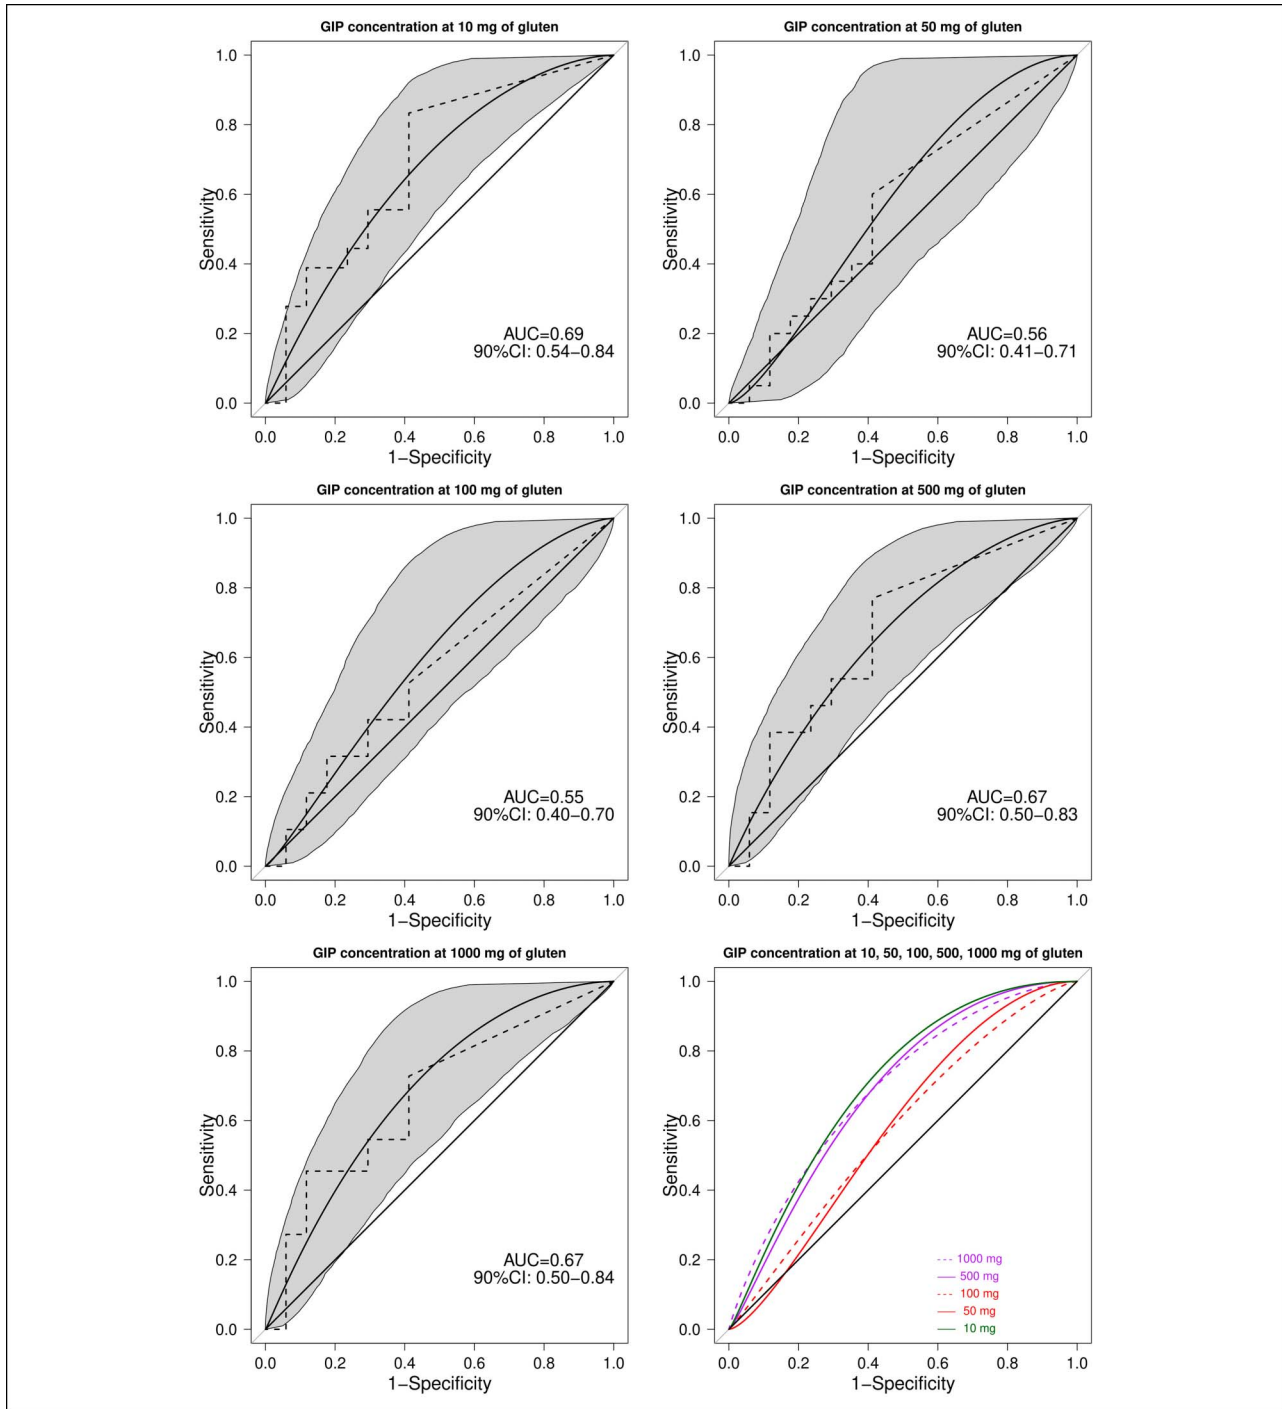 GIP concentration at 10 mg of gluten
1.0
0.8
0.6
0.4
0.2
0.0
Sensitivity
AUC=0.69
90%CI: 0.54−0.84
0.0 0.2 0.4 0.6 0.8 1.0
1−Specificity
GIP concentration at 50 mg of gluten
1.0
0.8
0.6
0.4
0.2
0.0
Sensitivity
AUC=0.56
90%CI: 0.41−0.71
0.0 0.2 0.4 0.6 0.8 1.0
1−Specificity
GIP concentration at 100 mg of gluten
1.0
0.8
0.6
0.4
0.2
0.0
Sensitivity
AUC=0.55
90%CI: 0.40−0.70
0.0 0.2 0.4 0.6 0.8 1.0
1−Specificity
GIP concentration at 500 mg of gluten
1.0
0.8
0.6
0.4
0.2
0.0
Sensitivity
AUC=0.67
90%CI: 0.50−0.83
0.0 0.2 0.4 0.6 0.8 1.0
1−Specificity
GIP concentration at 1000 mg of gluten
1.0
0.8
0.6
0.4
0.2
0.0
Sensitivity
AUC=0.67
90%CI: 0.50−0.84
0.0 0.2 0.4 0.6 0.8 1.0
1−Specificity
GIP concentration at 10, 50, 100, 500, 1000 mg of gluten
1.0
0.8
0.6
0.4
0.2
0.0
Sensitivity
1000 mg
500 mg
100 mg
50 mg
10 mg
0.0 0.2 0.4 0.6 0.8 1.0
1−Specificity